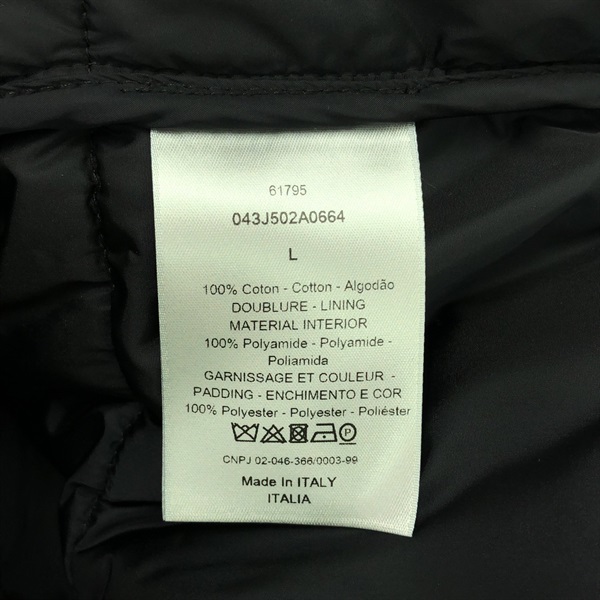 61795
043J502A0664
L
100% Coton - Cotton - Algodão
DOUBLURE - LINING
MATERIAL INTERIOR
100% Polyamide - Polyamide -
Poliamida
GARNISSAGE ET COULEUR -
PADDING - ENCHIMENTO E COR
100% Polyester - Polyester - Poliéster
CNPJ 02-046-366/0003-99
Made In ITALY
ITALIA